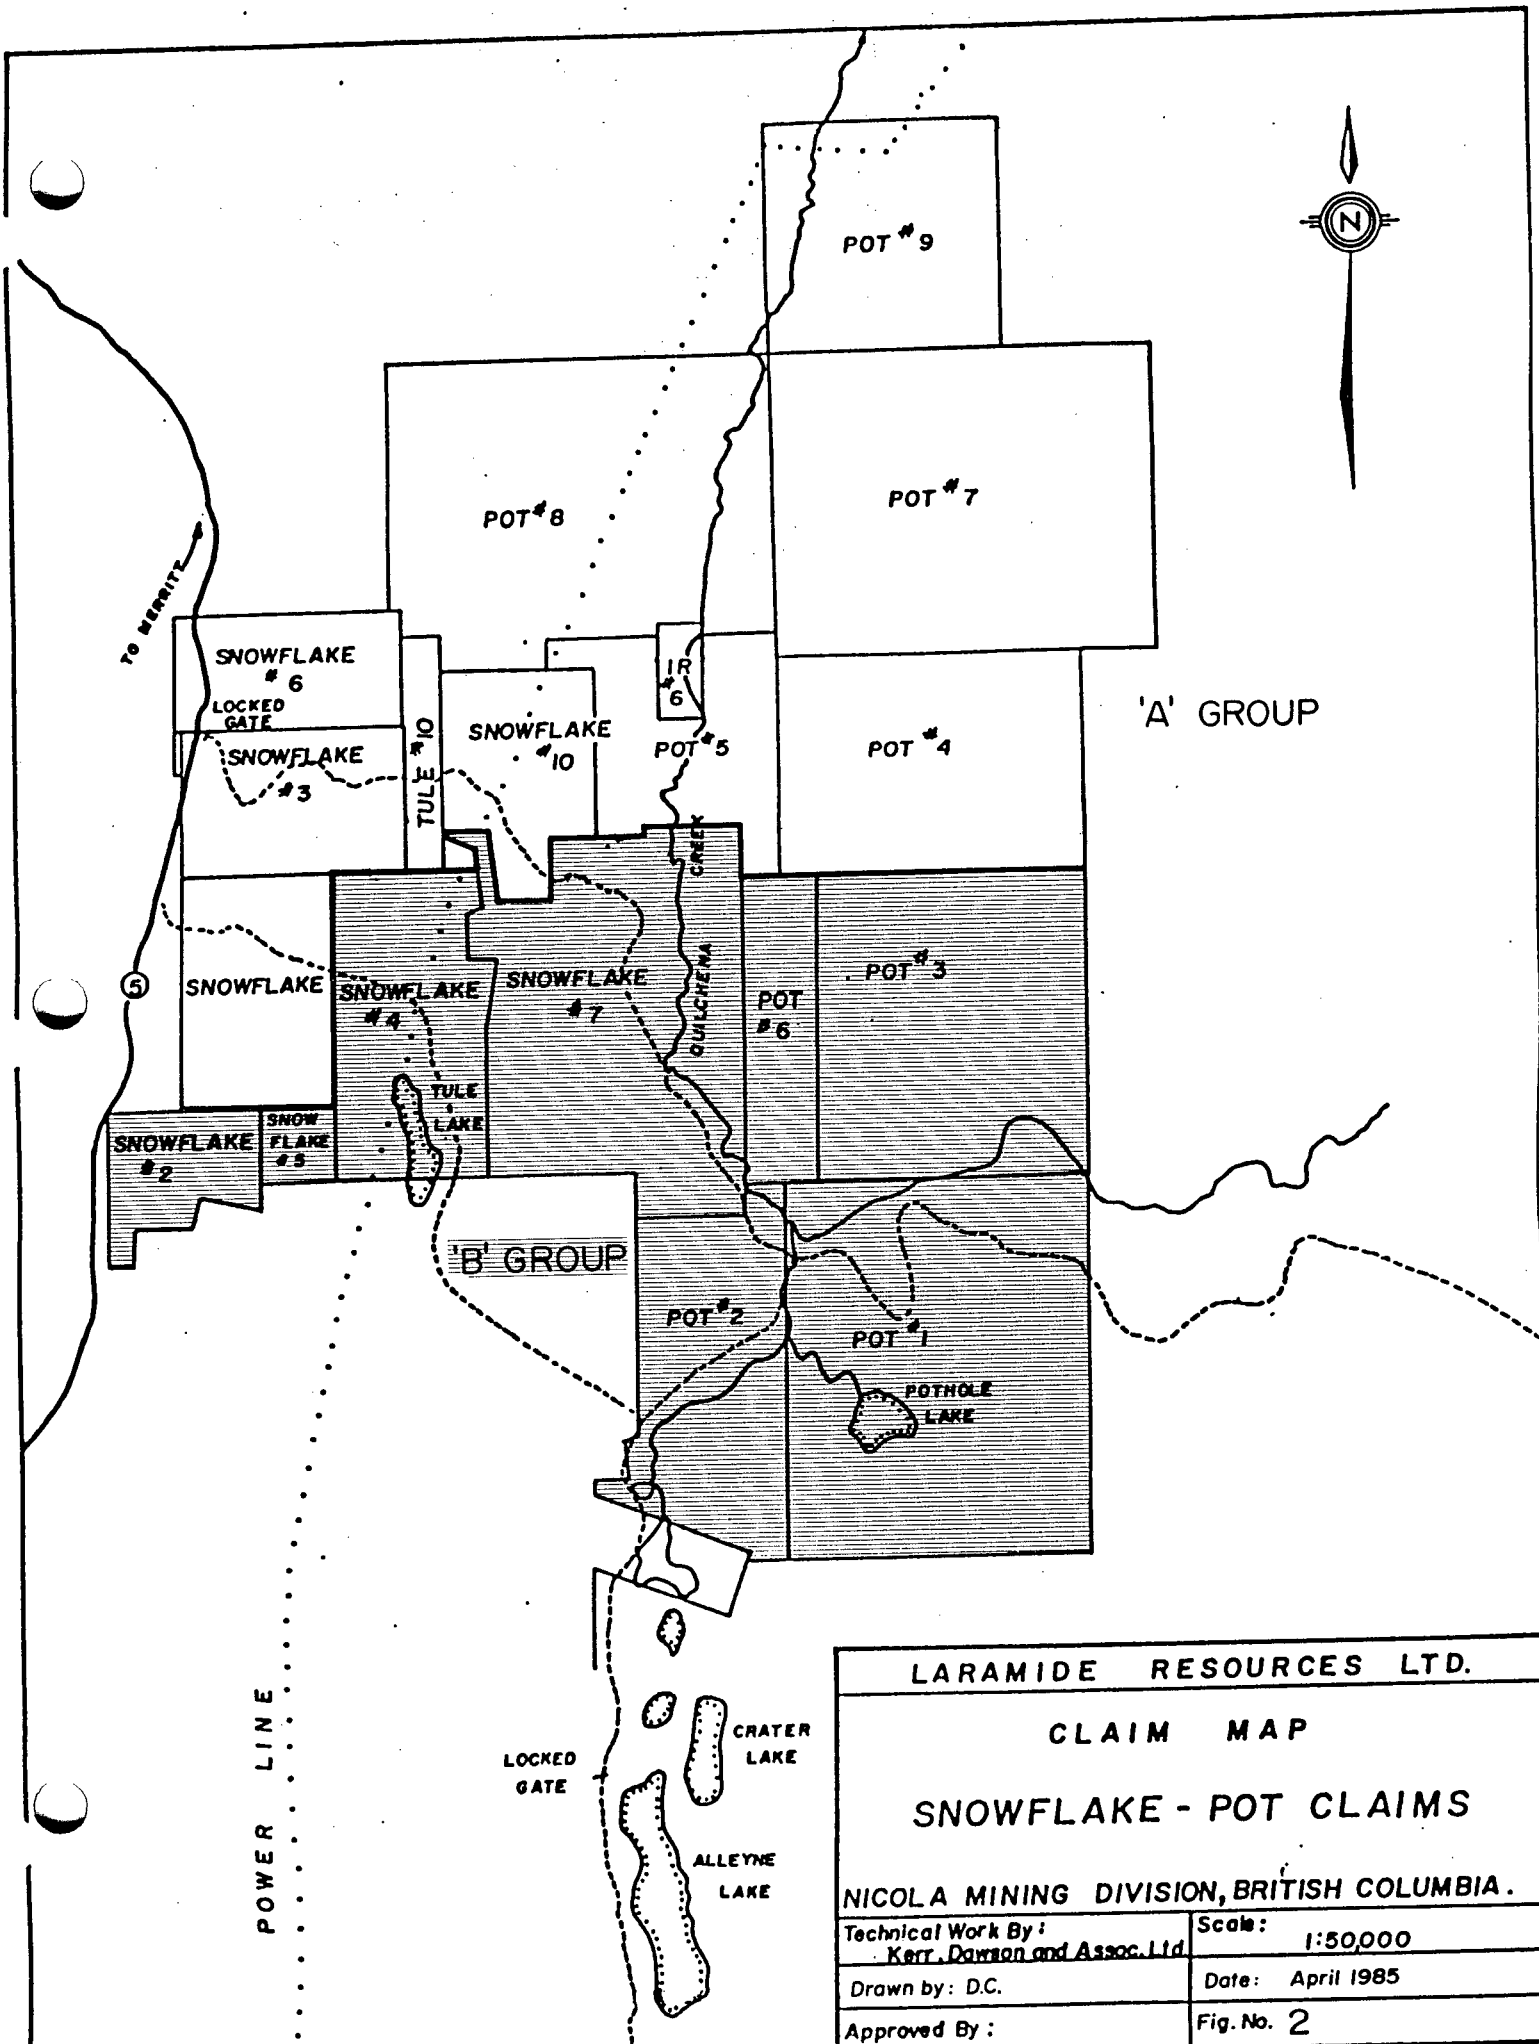 N
POT #9
POT #8
POT #7
TO MERRITT
SNOWFLAKE
#6
LOCKED
GATE
SNOWFLAKE
#3
TULE #10
SNOWFLAKE
#10
IR
#6
POT #5
POT #4
'A' GROUP
QUILCHENA CREEK
5
SNOWFLAKE
SNOWFLAKE
#4
SNOWFLAKE
#7
POT
#6
POT #3
TULE
LAKE
SNOWFLAKE
#2
SNOW
FLAKE
#5
'B' GROUP
POT #2
POT #1
POTHOLE
LAKE
POWER LINE
LOCKED
GATE
CRATER
LAKE
ALLEYNE
LAKE
LARAMIDE RESOURCES LTD.
CLAIM MAP
SNOWFLAKE - POT CLAIMS
NICOLA MINING DIVISION, BRITISH COLUMBIA.
Technical Work By:
Kerr, Dawson and Assoc. Ltd
Scale:
1:50,000
Drawn by: D.C.
Date: April 1985
Approved By:
Fig. No. 2